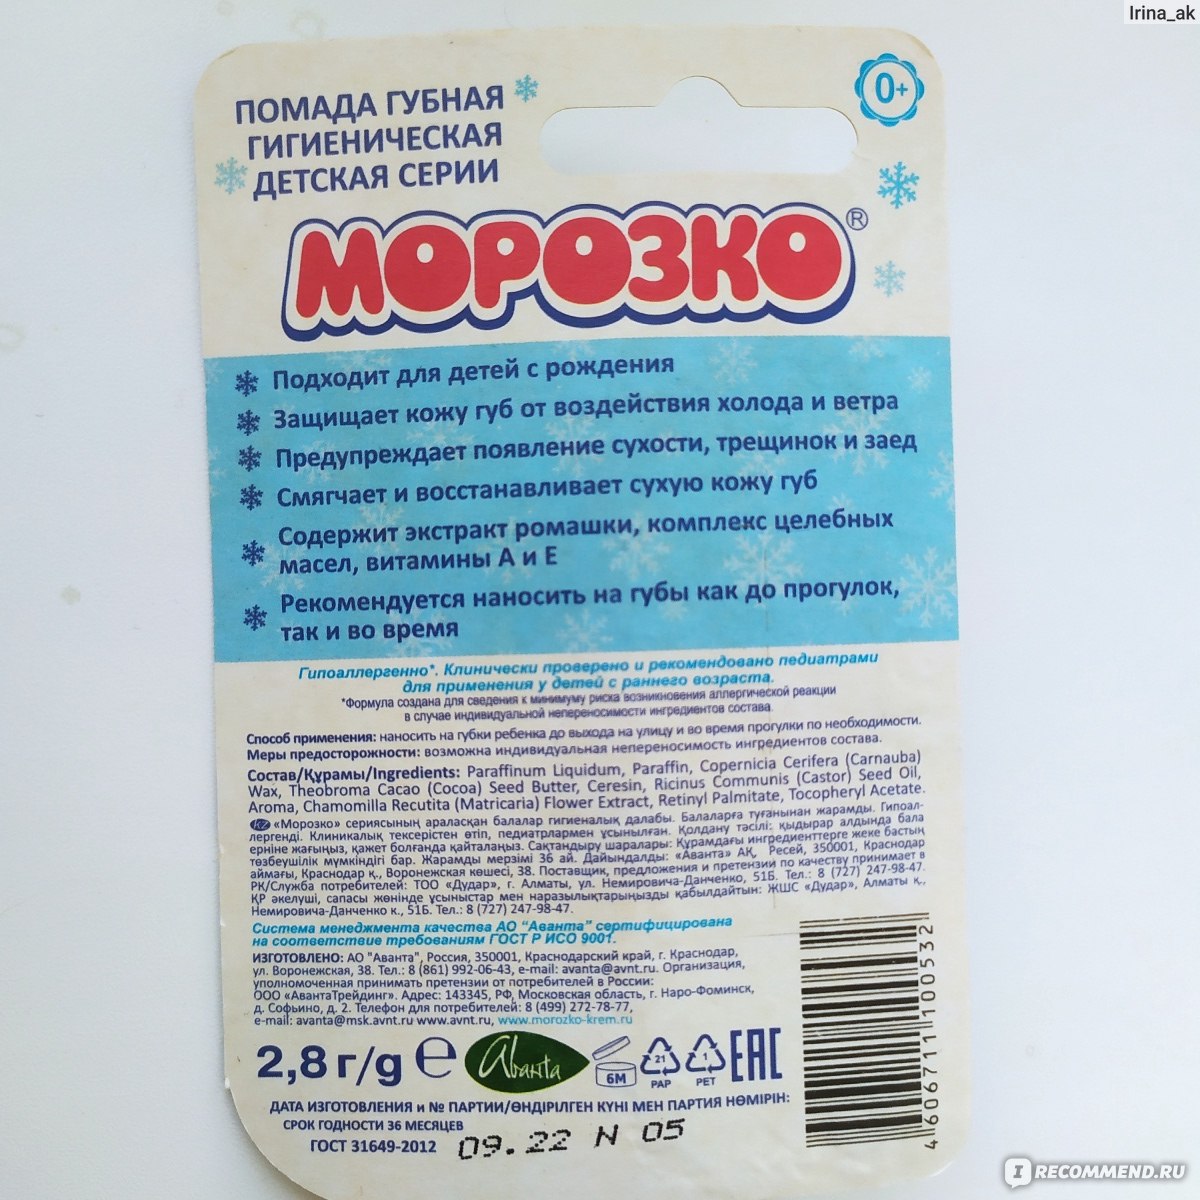 Irina_ak
0+
ПОМАДА ГУБНАЯ
ГИГИЕНИЧЕСКАЯ
ДЕТСКАЯ СЕРИИ
МОРОЗКО®
Подходит для детей с рождения
Защищает кожу губ от воздействия холода и ветра
Предупреждает появление сухости, трещинок и заед
Смягчает и восстанавливает сухую кожу губ
Содержит экстракт ромашки, комплекс целебных
масел, витамины А и Е
Рекомендуется наносить на губы как до прогулок,
так и во время
Гипоаллергенно*. Клинически проверено и рекомендовано педиатрами
для применения у детей с раннего возраста.
*Формула создана для сведения к минимуму риска возникновения аллергической реакции
в случае индивидуальной непереносимости ингредиентов состава.
Способ применения: наносить на губки ребенка до выхода на улицу и во время прогулки по необходимости.
Меры предосторожности: возможна индивидуальная непереносимость ингредиентов состава.
Состав/Құрамы/Ingredients: Paraffinum Liquidum, Paraffin, Copernicia Cerifera (Carnauba)
Wax, Theobroma Cacao (Cocoa) Seed Butter, Ceresin, Ricinus Communis (Castor) Seed Oil,
Aroma, Chamomilla Recutita (Matricaria) Flower Extract, Retinyl Palmitate, Tocopheryl Acetate.
KZ «Морозко» сериясының араласқан балалар гигиеналық далабы. Балаларға туғанынан жарамды. Гипоал-
лергенді. Клиникалық тексерістен өтіп, педиатрлармен ұсынылған. Қолдану тәсілі: қыдырар алдында бала
ерніне жағыңыз, қажет болғанда қайталаңыз. Сақтандыру шаралары: Құрамдағы ингредиенттерге жеке бастың
төзбеушілік мүмкіндігі бар. Жарамды мерзімі 36 ай. Дайындалды: «Аванта» АҚ, Ресей, 350001, Краснодар
аймағы, Краснодар қ., Воронежская көшесі, 38. Поставщик, предложения и претензии по качеству принимает в
РК/Служба потребителей: ТОО «Дудар», г. Алматы, ул. Немировича-Данченко, 51Б. Тел.: 8 (727) 247-98-47.
ҚР әкелуші, сапасы жөнінде ұсыныстар мен наразылықтарыңызды қабылдайтын: ЖШС «Дудар», Алматы қ.,
Немировича-Данченко к., 51Б. Тел.: 8 (727) 247-98-47.
Система менеджмента качества АО "Аванта" сертифицирована
на соответствие требованиям ГОСТ Р ИСО 9001.
ИЗГОТОВЛЕНО: АО "Аванта", Россия, 350001, Краснодарский край, г. Краснодар,
ул. Воронежская, 38. Тел.: 8 (861) 992-06-43, e-mail: avanta@avnt.ru. Организация,
уполномоченная принимать претензии от потребителей в России:
ООО «АвантаТрейдинг». Адрес: 143345, РФ, Московская область, г. Наро-Фоминск,
д. Софьино, д. 2. Телефон для потребителей: 8 (499) 272-78-77,
e-mail: avanta@msk.avnt.ru www.avnt.ru, www.morozko-krem.ru
2,8 г/g e Аванта 6M 21 PAP 1 PET EAC
ДАТА ИЗГОТОВЛЕНИЯ и № ПАРТИИ/ӨНДІРІЛГЕН КҮНІ МЕН ПАРТИЯ НӨМІРІН:
СРОК ГОДНОСТИ 36 МЕСЯЦЕВ
ГОСТ 31649-2012
09.22 N 05
4 606711 100532
IRECOMMEND.RU